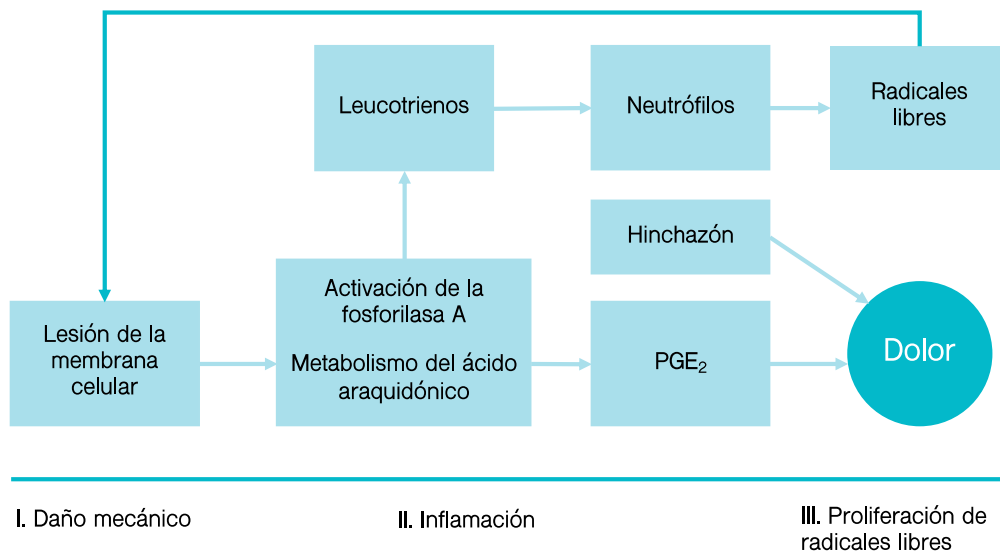 Leucotrienos
Neutrófilos
Radicales
libres
Hinchazón
Activación de la
fosforilasa A
Metabolismo del ácido
araquidónico
Lesión de la
membrana
celular
PGE₂
Dolor
I. Daño mecánico
II. Inflamación
III. Proliferación de
radicales libres